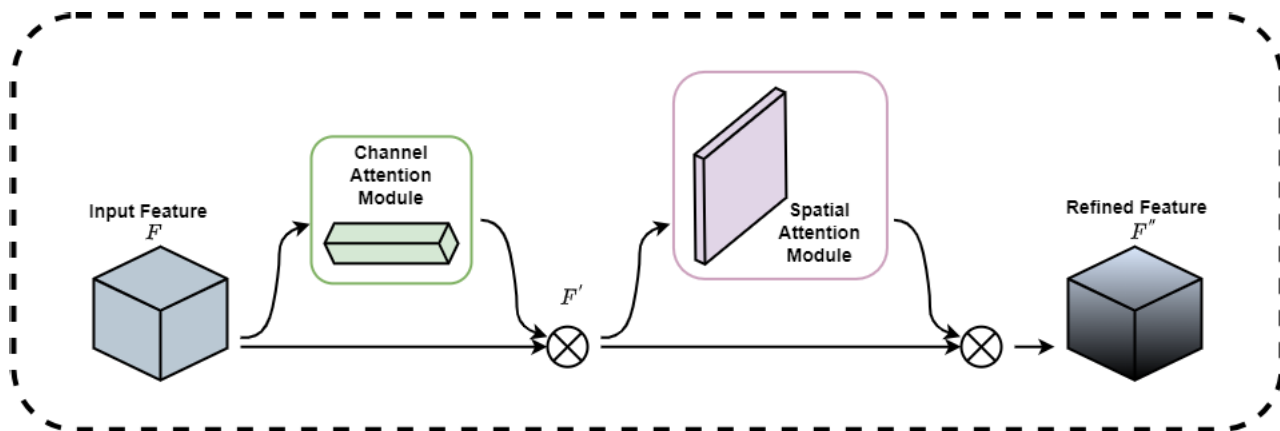 Input Feature
F
Channel
Attention
Module
F'
Spatial
Attention
Module
Refined Feature
F''